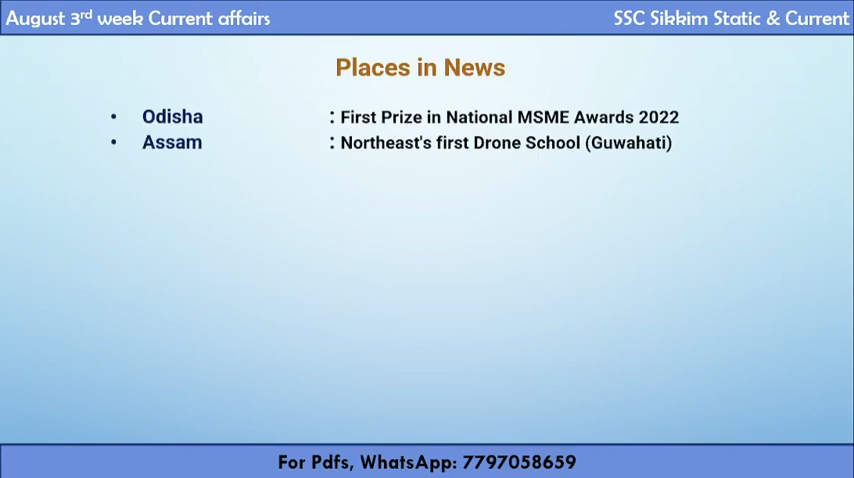 August 3rd week Current affairs
SSC Sikkim Static & Current
Places in News
• Odisha : First Prize in National MSME Awards 2022
• Assam : Northeast's first Drone School (Guwahati)
For Pdfs, WhatsApp: 7797058659